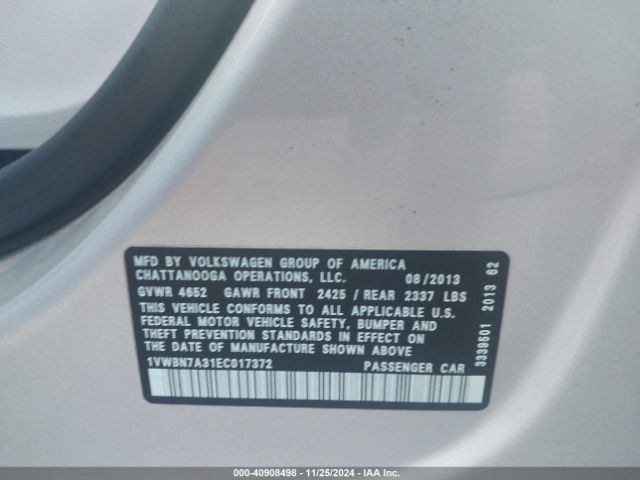 MFD BY VOLKSWAGEN GROUP OF AMERICA
CHATTANOOGA OPERATIONS, LLC. 08/2013
GVWR 4652 GAWR FRONT 2425 / REAR 2337 LBS
THIS VEHICLE CONFORMS TO ALL APPLICABLE U.S.
FEDERAL MOTOR VEHICLE SAFETY, BUMPER AND
THEFT PREVENTION STANDARDS IN EFFECT ON
THE DATE OF MANUFACTURE SHOWN ABOVE
1VWBN7A31EC017372 PASSENGER CAR
3339501 2013 62
000-40908498 - 11/25/2024 - IAA Inc.